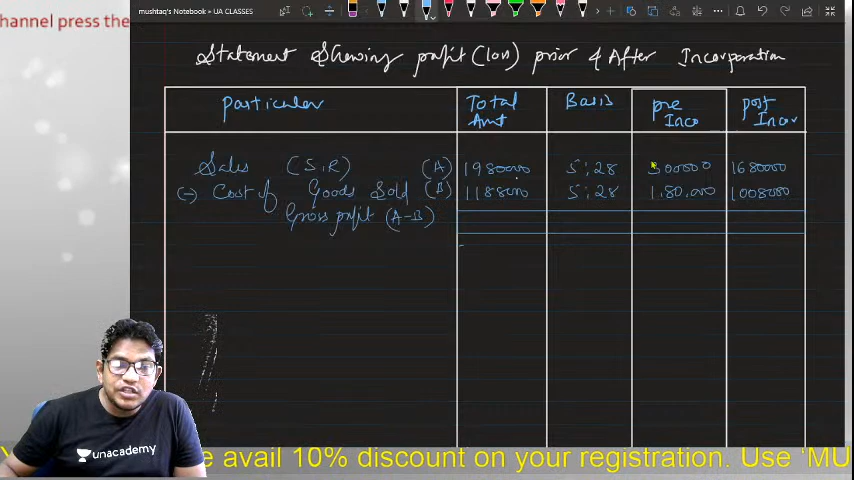 hannel press the
mushtaq's Notebook » UA CLASSES
Statement Showing profit (loss) prior & After Incorporation
Particular Total Amt Basis pre Inco post Incor
Sales (S.R) (A) 1980000 5:28 300000 1680000
(-) Cost of Goods Sold (B) 1188000 5:28 1,80,000 1008000
Gross profit (A-B)
unacademy
e avail 10% discount on your registration. Use ‘MU